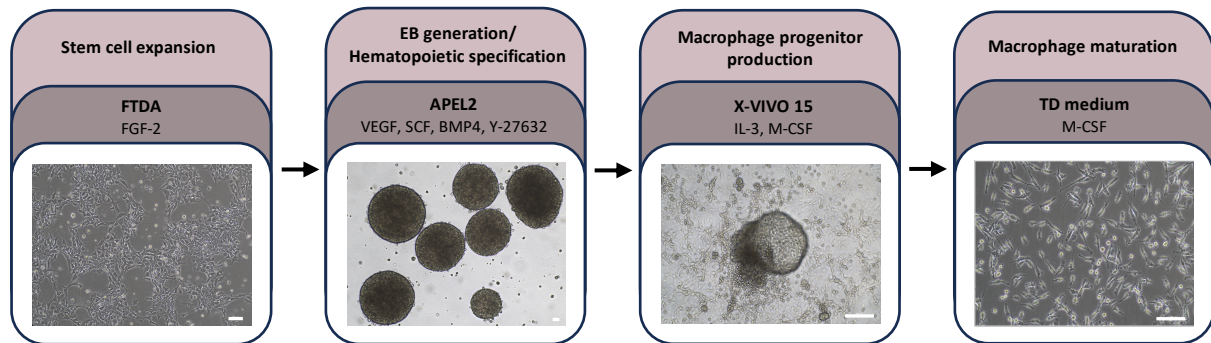 Stem cell expansion
FTDA
FGF-2
EB generation/
Hematopoietic specification
APEL2
VEGF, SCF, BMP4, Y-27632
Macrophage progenitor
production
X-VIVO 15
IL-3, M-CSF
Macrophage maturation
TD medium
M-CSF